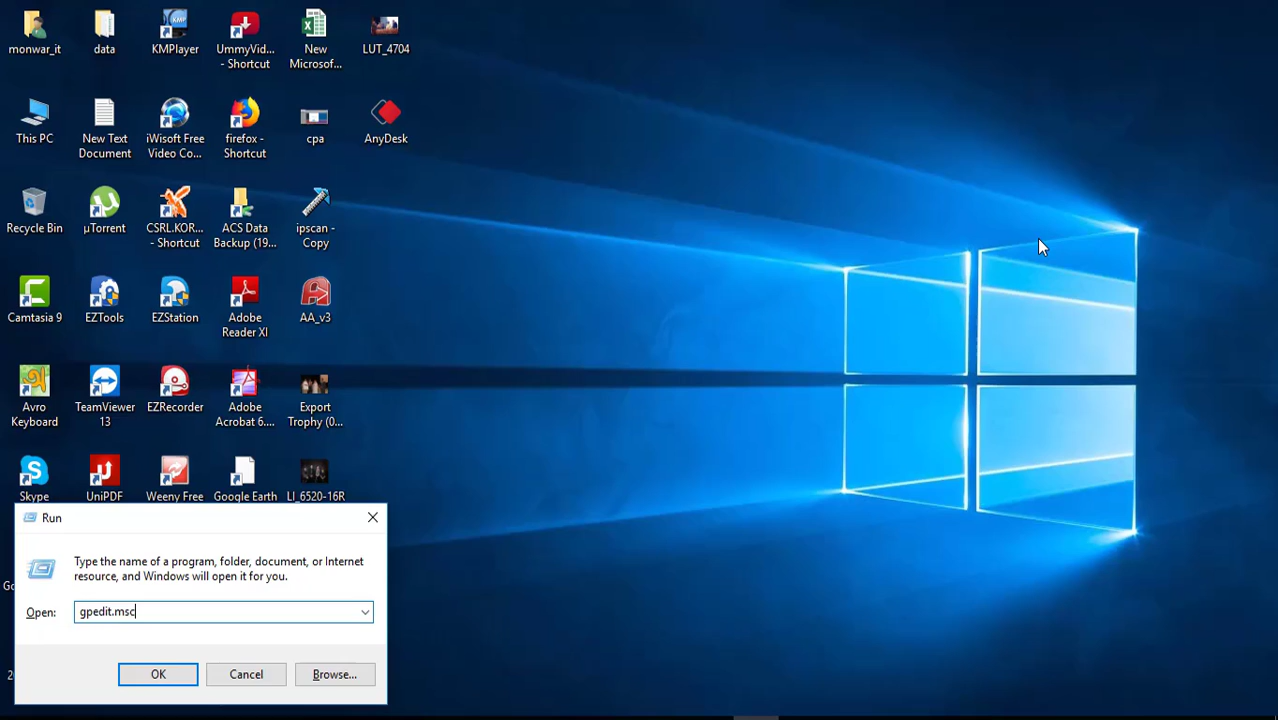 monwar_it
data
KMPlayer
UmmyVid...
- Shortcut
New
Microsof...
LUT_4704
This PC
New Text
Document
iWisoft Free
Video Co...
firefox -
Shortcut
cpa
AnyDesk
Recycle Bin
µTorrent
CSRL.KOR...
- Shortcut
ACS Data
Backup (19...
ipscan -
Copy
Camtasia 9
EZTools
EZStation
Adobe
Reader XI
AA_v3
Avro
Keyboard
TeamViewer
13
EZRecorder
Adobe
Acrobat 6....
Export
Trophy (0...
Skype
UniPDF
Weeny Free
Google Earth
LI_6520-16R
Run
Type the name of a program, folder, document, or Internet
resource, and Windows will open it for you.
Open:
gpedit.msc
OK
Cancel
Browse...